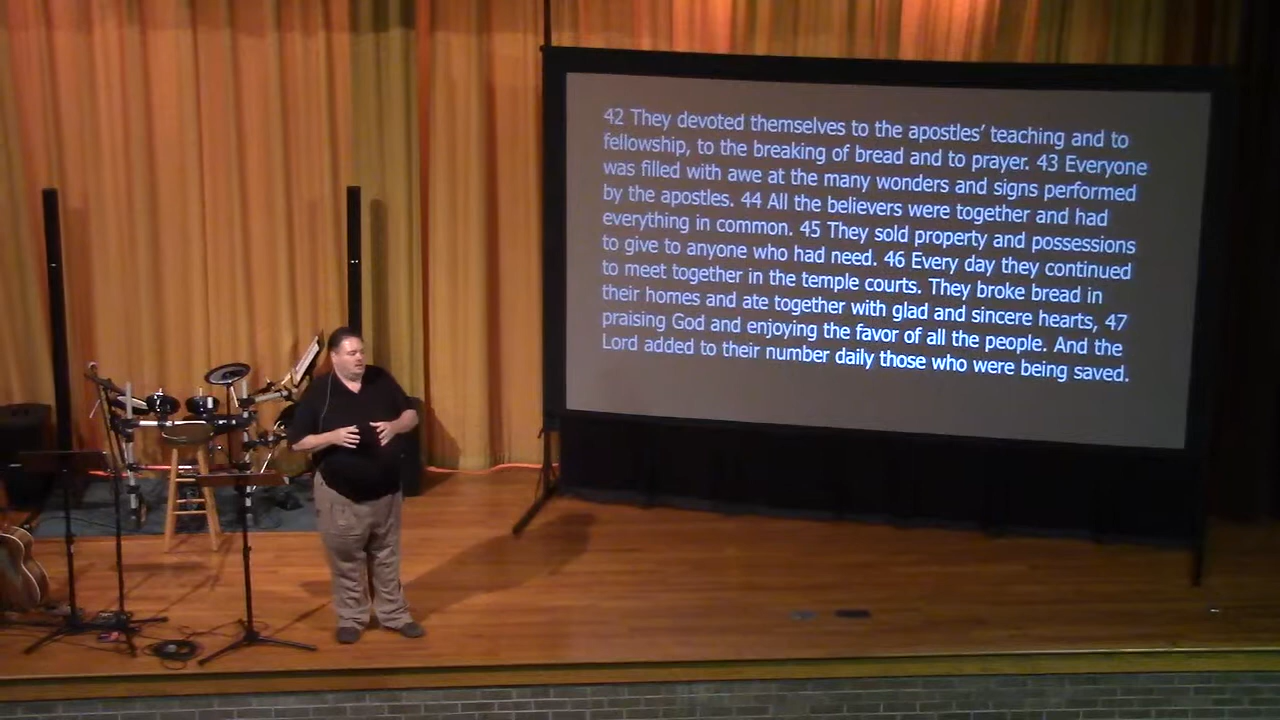 42 They devoted themselves to the apostles’ teaching and to
fellowship, to the breaking of bread and to prayer. 43 Everyone
was filled with awe at the many wonders and signs performed
by the apostles. 44 All the believers were together and had
everything in common. 45 They sold property and possessions
to give to anyone who had need. 46 Every day they continued
to meet together in the temple courts. They broke bread in
their homes and ate together with glad and sincere hearts, 47
praising God and enjoying the favor of all the people. And the
Lord added to their number daily those who were being saved.